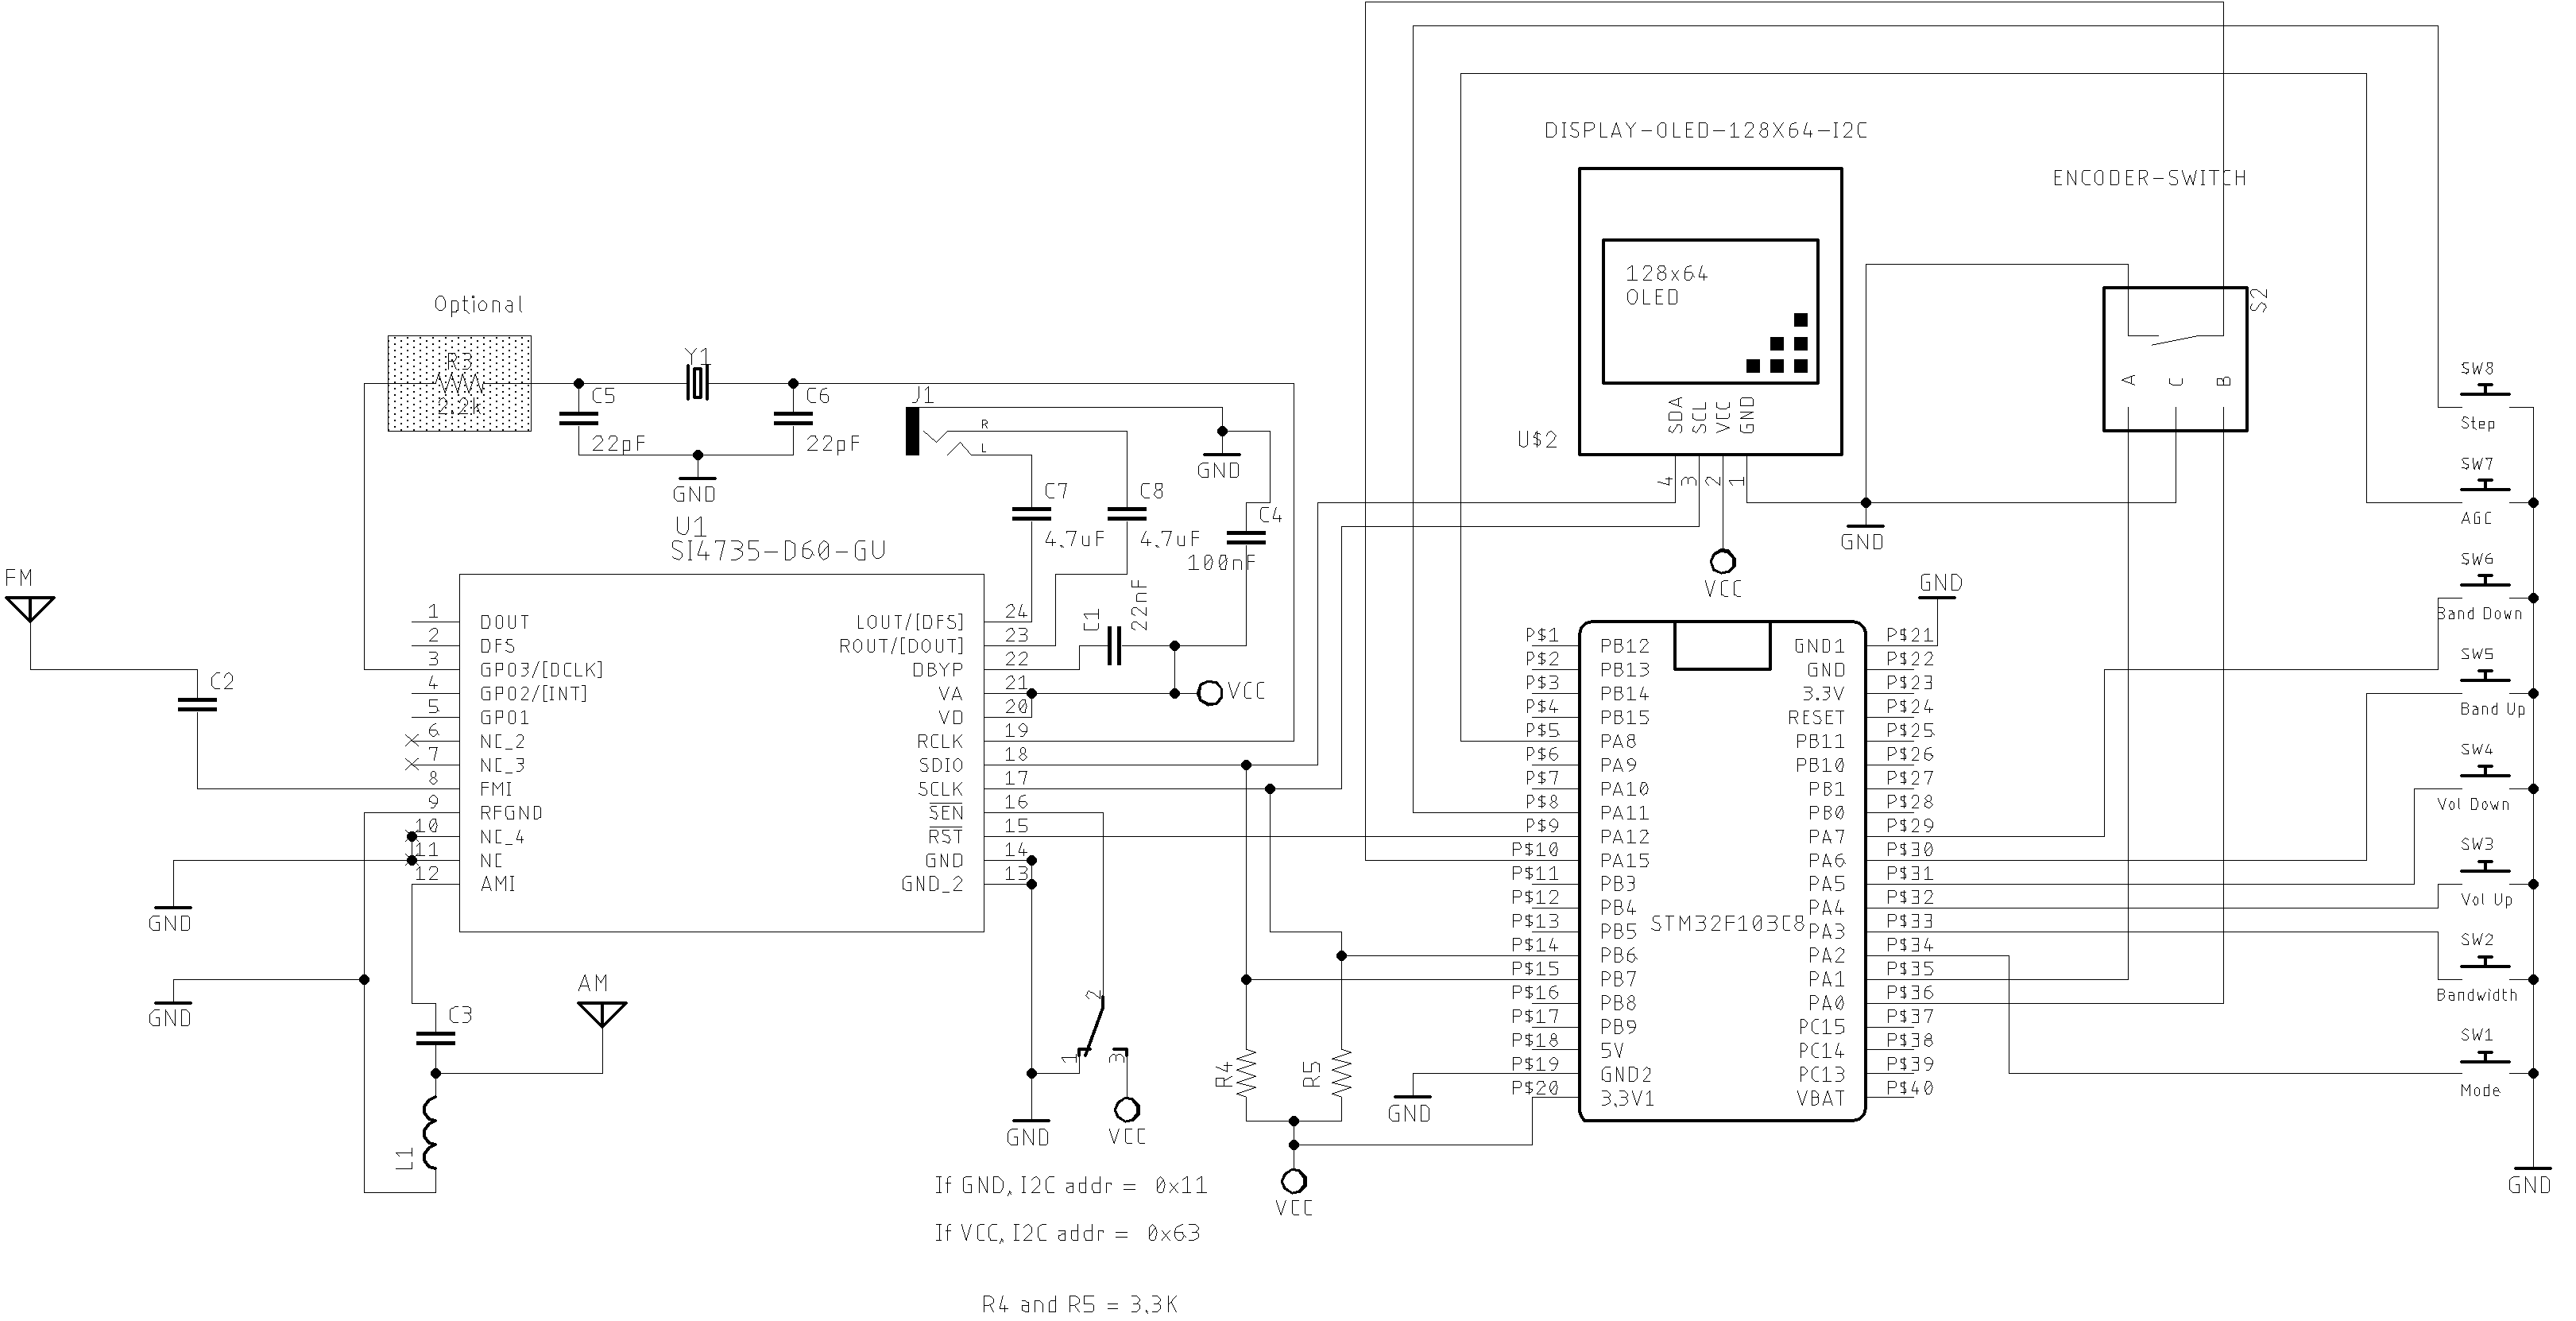 DISPLAY-OLED-128X64-I2C
ENCODER-SWITCH
128x64
OLED
SDA
SCL
VCC
GND
4
3
2
1
U$2
VCC
GND
S2
A
C
B
Optional
R3
2.2k
C5
22pF
Y1
C6
22pF
GND
J1
R
L
GND
C7
4.7uF
C8
4.7uF
C4
100nF
C1
22nF
VCC
U1
SI4735-D60-GU
1 DOUT
2 DFS
3 GPO3/[DCLK]
4 GPO2/[INT]
5 GPO1
6 NC_2
7 NC_3
8 FMI
9 RFGND
10 NC_4
11 NC
12 AMI
LOUT/[DFS] 24
ROUT/[DOUT] 23
DBYP 22
VA 21
VD 20
RCLK 19
SDIO 18
SCLK 17
SEN 16
RST 15
GND 14
GND_2 13
FM
C2
GND
GND
AM
C3
L1
2
1
3
GND
VCC
R4
R5
VCC
GND
GND
STM32F103C8
P$1 PB12
P$2 PB13
P$3 PB14
P$4 PB15
P$5 PA8
P$6 PA9
P$7 PA10
P$8 PA11
P$9 PA12
P$10 PA15
P$11 PB3
P$12 PB4
P$13 PB5
P$14 PB6
P$15 PB7
P$16 PB8
P$17 PB9
P$18 5V
P$19 GND2
P$20 3.3V1
GND1 P$21
GND P$22
3.3V P$23
RESET P$24
PB11 P$25
PB10 P$26
PB1 P$27
PB0 P$28
PA7 P$29
PA6 P$30
PA5 P$31
PA4 P$32
PA3 P$33
PA2 P$34
PA1 P$35
PA0 P$36
PC15 P$37
PC14 P$38
PC13 P$39
VBAT P$40
SW8
Step
SW7
AGC
SW6
Band Down
SW5
Band Up
SW4
Vol Down
SW3
Vol Up
SW2
Bandwidth
SW1
Mode
GND
If GND, I2C addr = 0x11
If VCC, I2C addr = 0x63
R4 and R5 = 3.3K